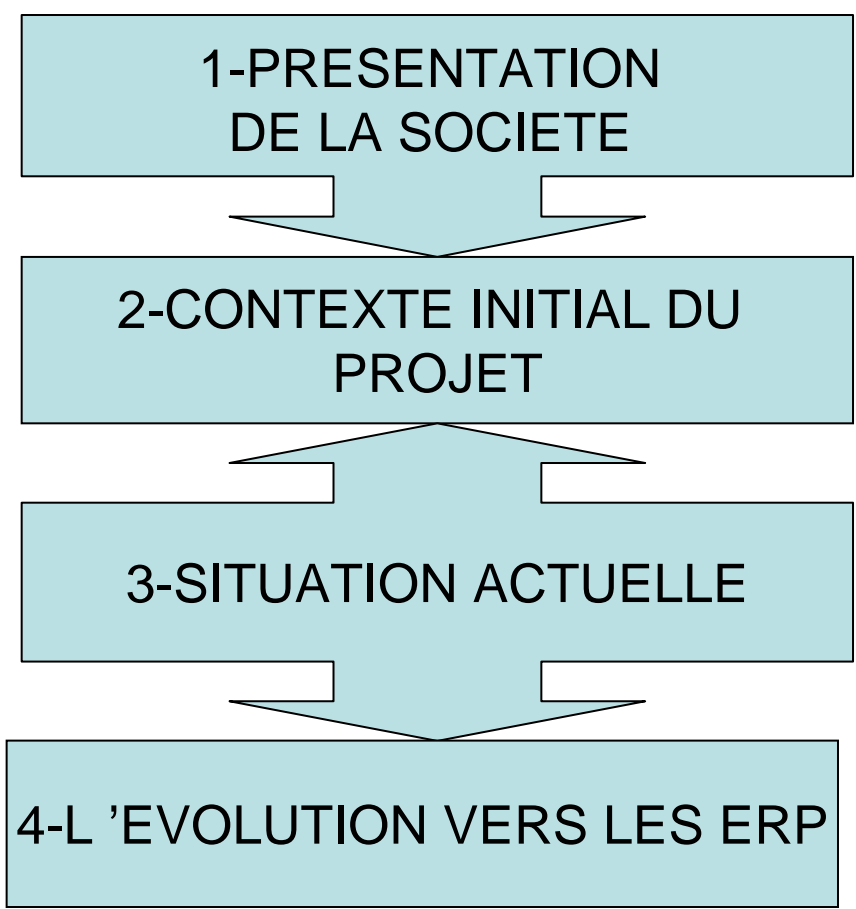 1-PRESENTATION
DE LA SOCIETE
2-CONTEXTE INITIAL DU
PROJET
3-SITUATION ACTUELLE
4-L ’EVOLUTION VERS LES ERP